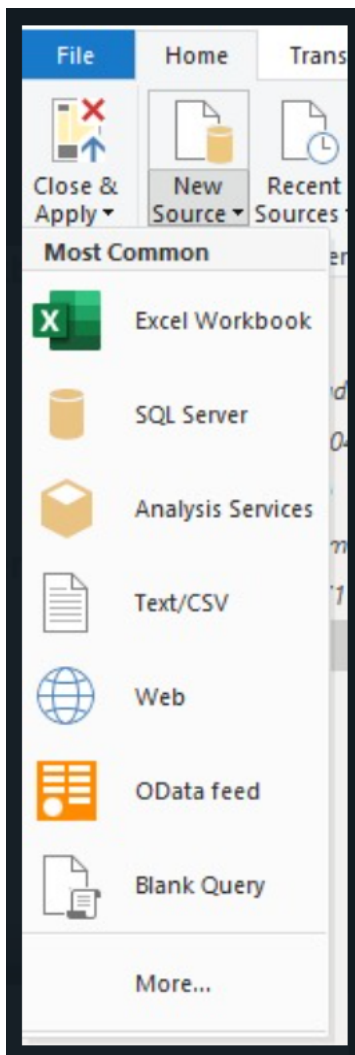 File Home Trans
Close & New Recent
Apply Source Sources
Most Common
Excel Workbook
SQL Server
Analysis Services
Text/CSV
Web
OData feed
Blank Query
More...